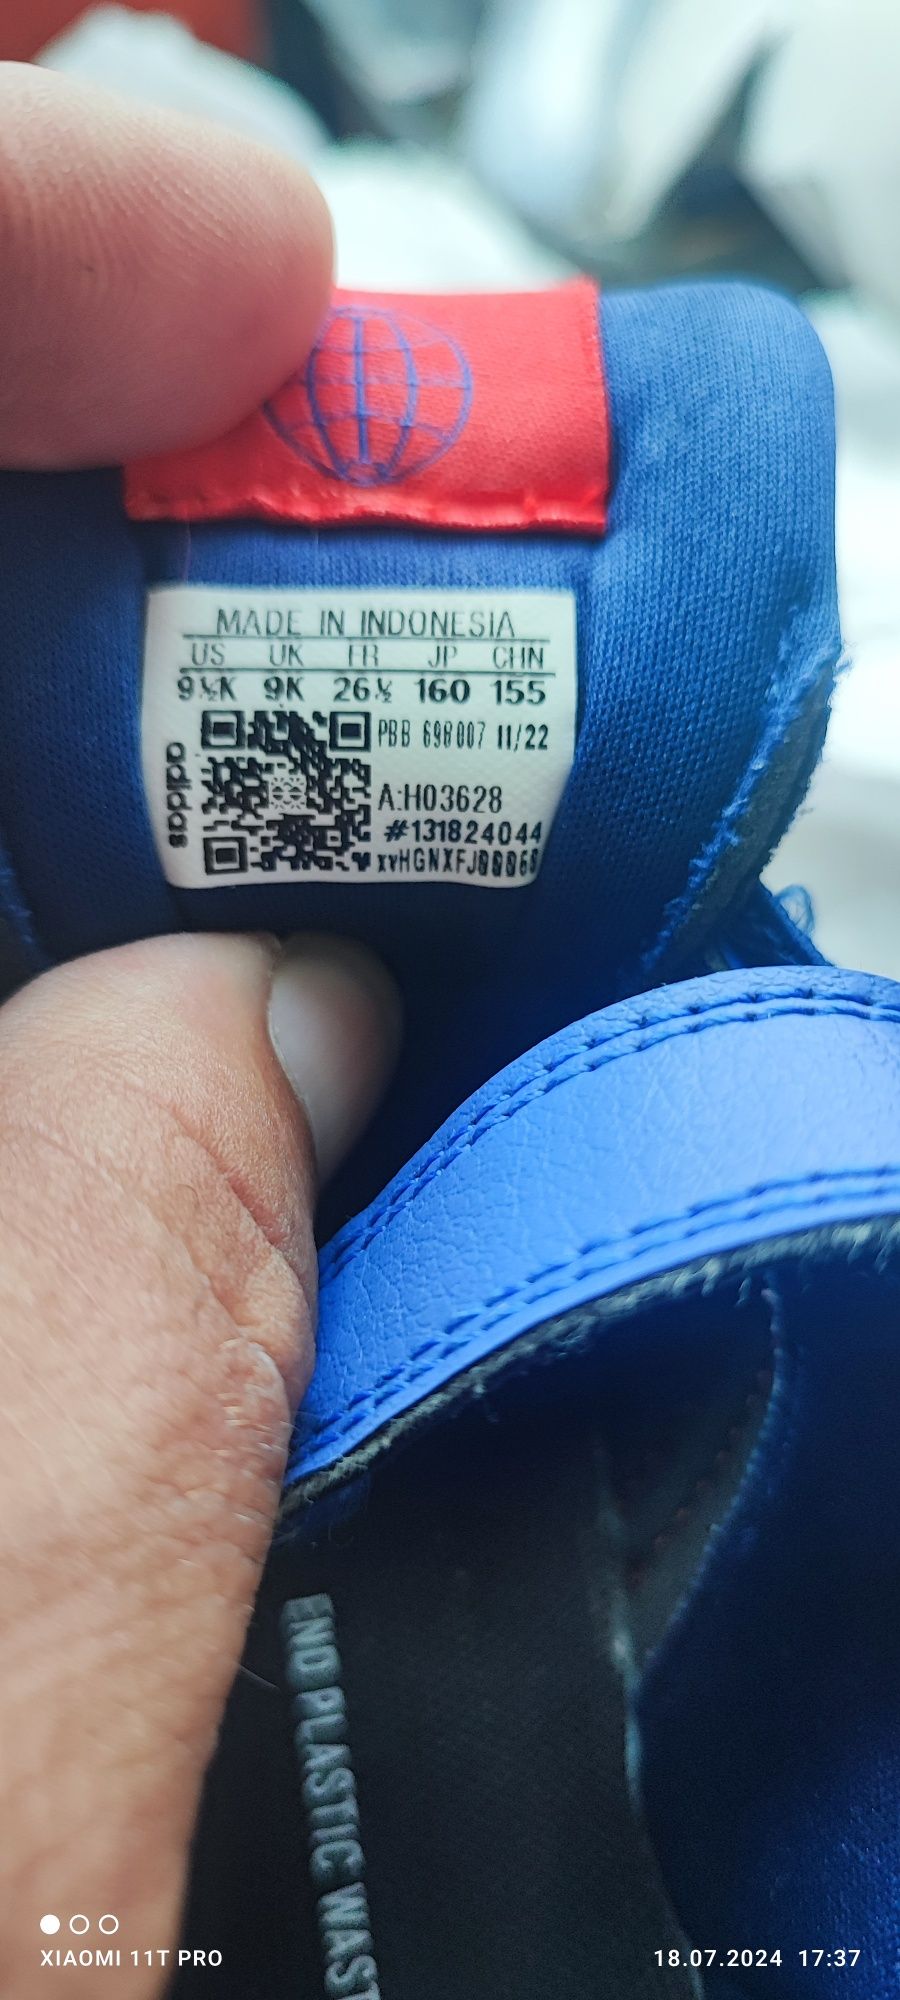 MADE IN INDONESIA
US UK FR JP CHN
9½K 9K 26½ 160 155
adidas
PBB 698007 11/22
A:H03628
#131824044
END PLASTIC WAST
XIAOMI 11T PRO
18.07.2024 17:37